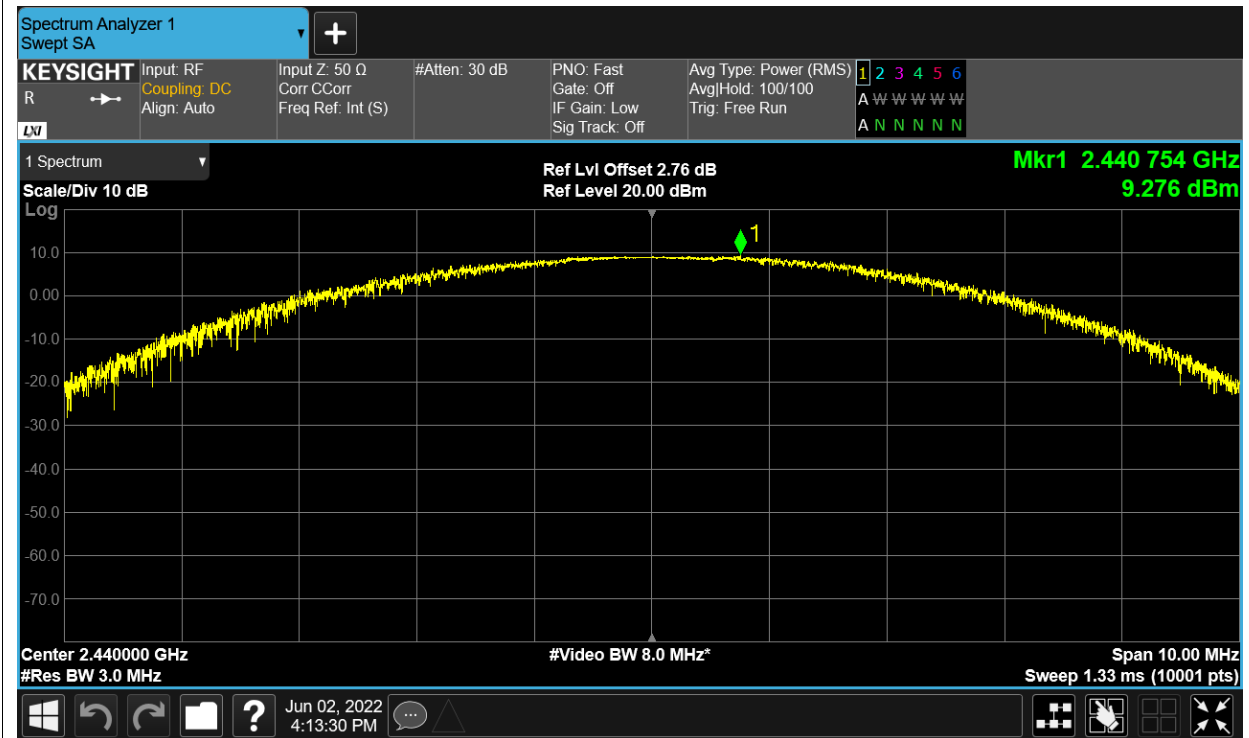 Spectrum Analyzer 1
Swept SA
KEYSIGHT
R
LXI
Input: RF
Coupling: DC
Align: Auto
Input Z: 50 Ω
Corr CCorr
Freq Ref: Int (S)
#Atten: 30 dB
PNO: Fast
Gate: Off
IF Gain: Low
Sig Track: Off
Avg Type: Power (RMS)
Avg|Hold: 100/100
Trig: Free Run
1 2 3 4 5 6
A W W W W W
A N N N N N
1 Spectrum
Scale/Div 10 dB
Log
Ref Lvl Offset 2.76 dB
Ref Level 20.00 dBm
Mkr1 2.440 754 GHz
9.276 dBm
1
10.0
0.00
-10.0
-20.0
-30.0
-40.0
-50.0
-60.0
-70.0
Center 2.440000 GHz
#Res BW 3.0 MHz
#Video BW 8.0 MHz*
Span 10.00 MHz
Sweep 1.33 ms (10001 pts)
?
Jun 02, 2022
4:13:30 PM